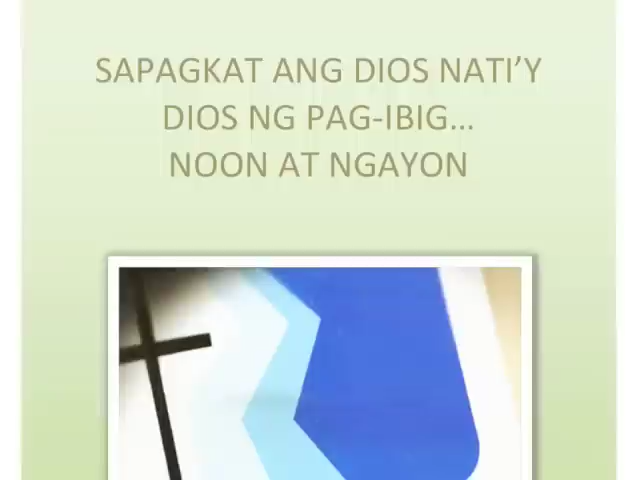 SAPAGKAT ANG DIOS NATI’Y
DIOS NG PAG-IBIG…
NOON AT NGAYON